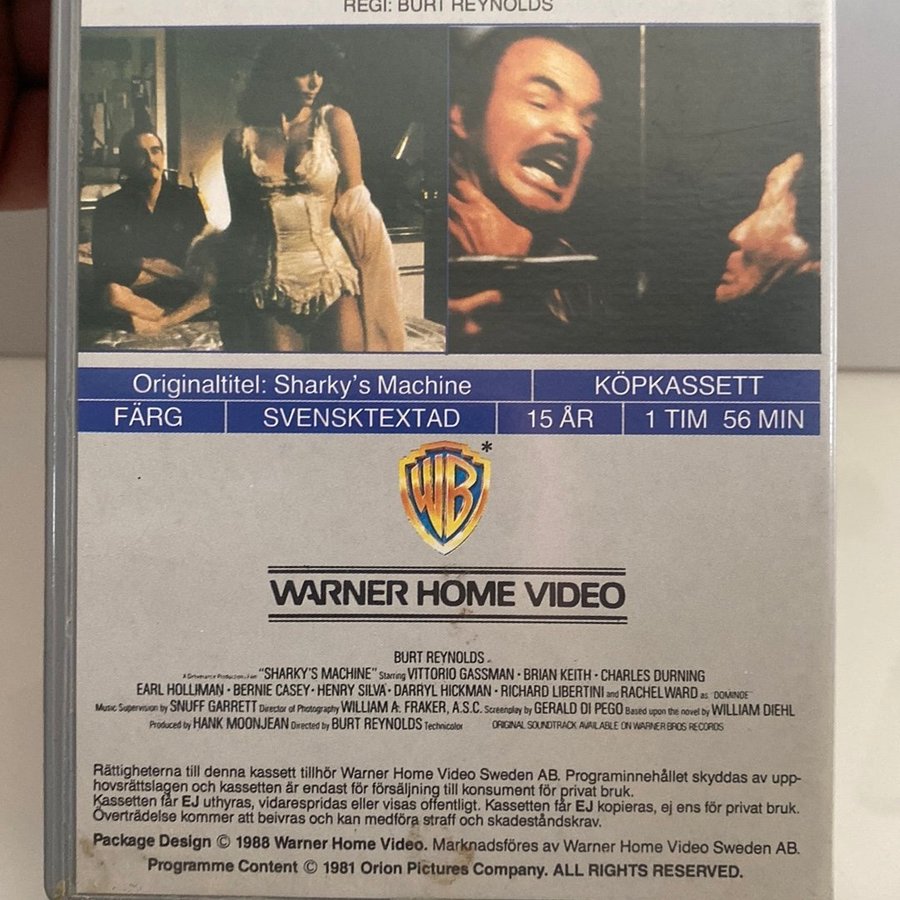 REGI: BURT REYNOLDS
Originaltitel: Sharky's Machine KÖPKASSETT
FÄRG SVENSKTEXTAD 15 ÅR 1 TIM 56 MIN
WB*
WARNER HOME VIDEO
BURT REYNOLDS
"SHARKY'S MACHINE" Starring VITTORIO GASSMAN · BRIAN KEITH · CHARLES DURNING
EARL HOLLIMAN · BERNIE CASEY · HENRY SILVA · DARRYL HICKMAN · RICHARD LIBERTINI and RACHEL WARD as "DOMINOE"
Music Supervision by SNUFF GARRETT Director of Photography WILLIAM A. FRAKER, A.S.C. Screenplay by GERALD DI PEGO Based upon the novel by WILLIAM DIEHL
Produced by HANK MOONJEAN Directed by BURT REYNOLDS Technicolor ORIGINAL SOUNDTRACK AVAILABLE ON WARNER BROS RECORDS
Rättigheterna till denna kassett tillhör Warner Home Video Sweden AB. Programinnehållet skyddas av upp-
hovsrättslagen och kassetten är endast för försäljning till konsument för privat bruk.
Kassetten får EJ uthyras, vidarespridas eller visas offentligt. Kassetten får EJ kopieras, ej ens för privat bruk.
Överträdelse kommer att beivras och kan medföra straff och skadeståndskrav.
Package Design © 1988 Warner Home Video. Marknadsföres av Warner Home Video Sweden AB.
Programme Content © 1981 Orion Pictures Company. ALL RIGHTS RESERVED.